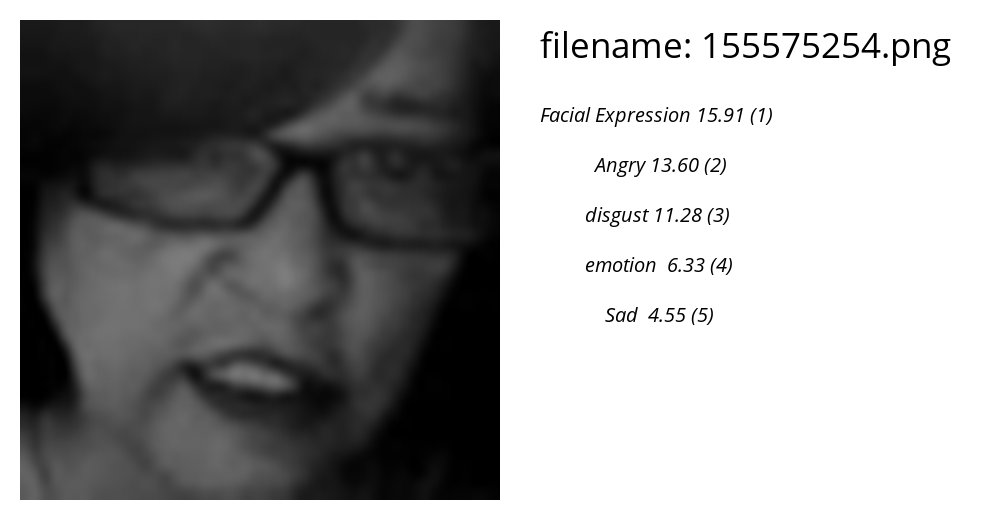 filename: 155575254.png
Facial Expression 15.91 (1)
Angry 13.60 (2)
disgust 11.28 (3)
emotion 6.33 (4)
Sad 4.55 (5)